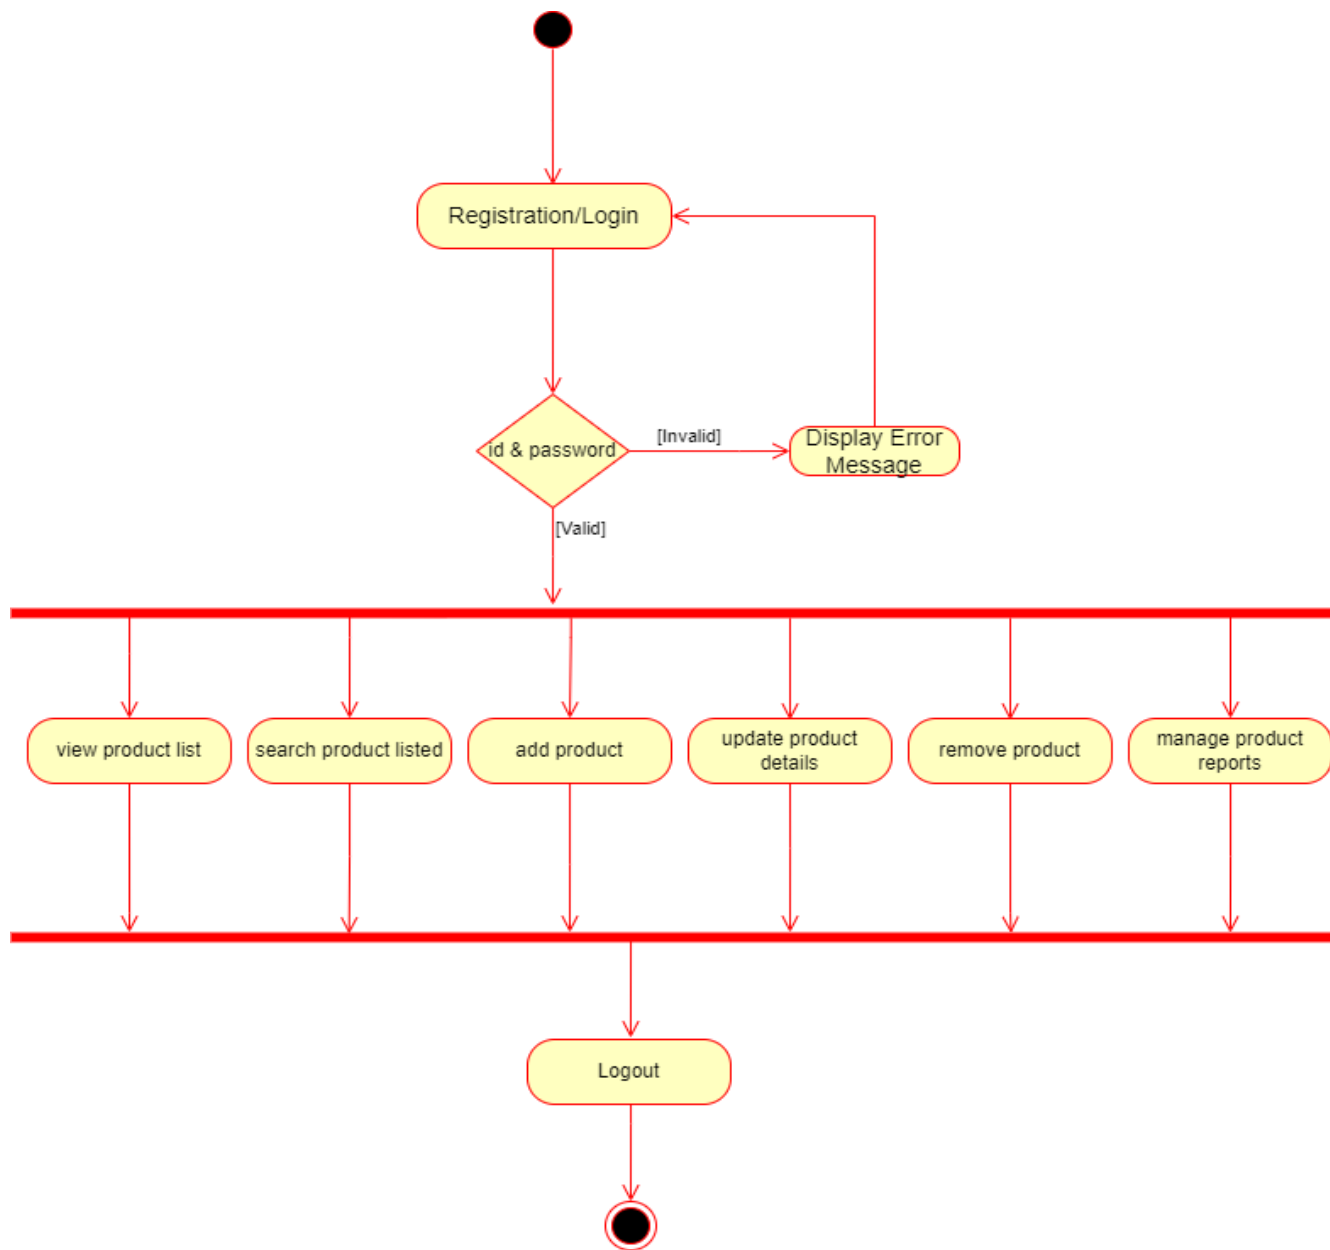 Registration/Login
id & password
[Invalid]
Display Error
Message
[Valid]
view product list
search product listed
add product
update product
details
remove product
manage product
reports
Logout